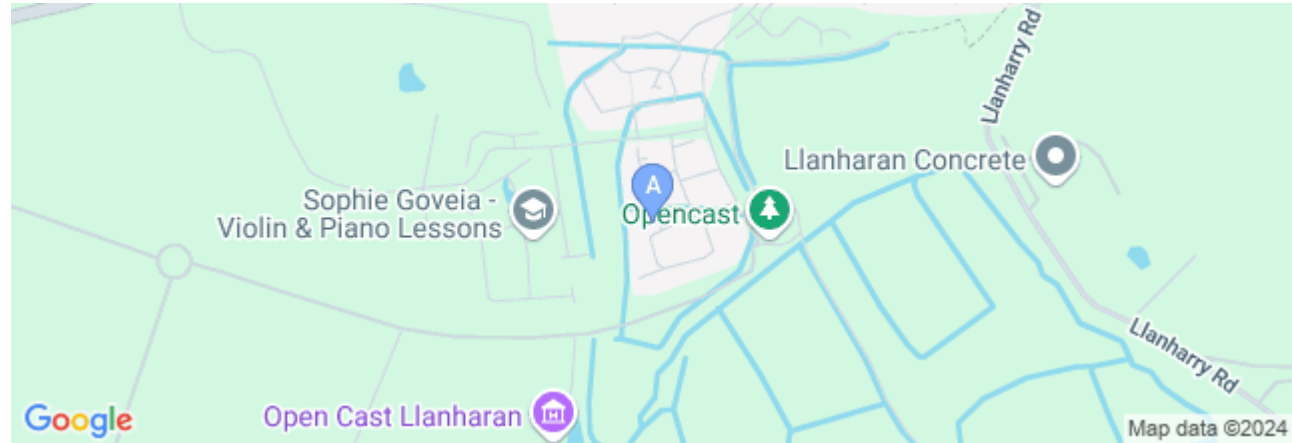 Llanharry Rd
Llanharan Concrete
A
Sophie Goveia -
Violin & Piano Lessons
Opencast
Llanharry Rd
Open Cast Llanharan
Google
Map data ©2024